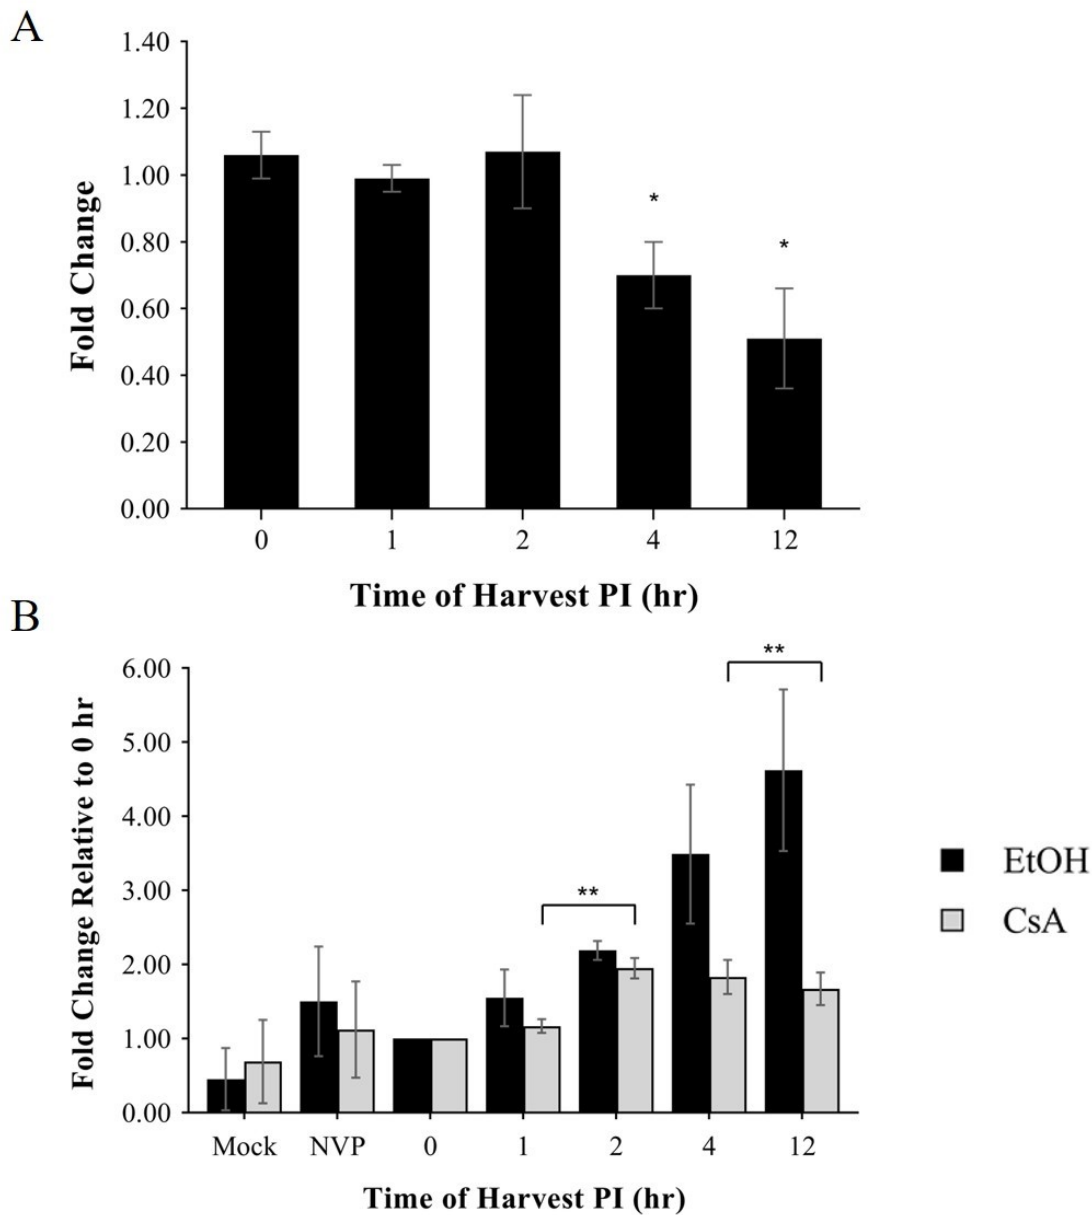 A
1.40
1.20
1.00
0.80
0.60
0.40
0.20
0.00
Fold Change
*
*
0 1 2 4 12
Time of Harvest PI (hr)
B
6.00
5.00
4.00
3.00
2.00
1.00
0.00
Fold Change Relative to 0 hr
**
**
EtOH
CsA
Mock NVP 0 1 2 4 12
Time of Harvest PI (hr)